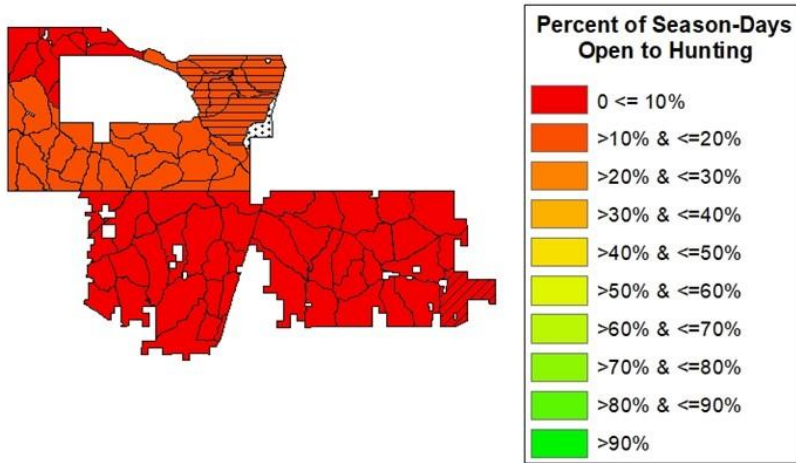 Percent of Season-Days
Open to Hunting
0 <= 10%
>10% & <=20%
>20% & <=30%
>30% & <=40%
>40% & <=50%
>50% & <=60%
>60% & <=70%
>70% & <=80%
>80% & <=90%
>90%